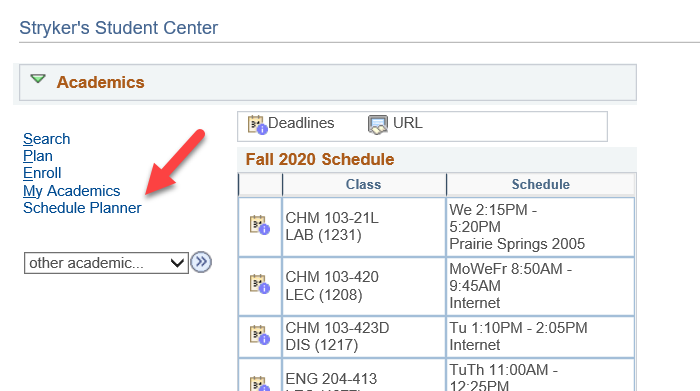 Stryker's Student Center
Academics
Search
Plan
Enroll
My Academics
Schedule Planner
other academic...
Deadlines URL
Fall 2020 Schedule
Class Schedule
CHM 103-21L
LAB (1231)
We 2:15PM -
5:20PM
Prairie Springs 2005
CHM 103-420
LEC (1208)
MoWeFr 8:50AM -
9:45AM
Internet
CHM 103-423D
DIS (1217)
Tu 1:10PM - 2:05PM
Internet
ENG 204-413
TuTh 11:00AM -
12:25PM